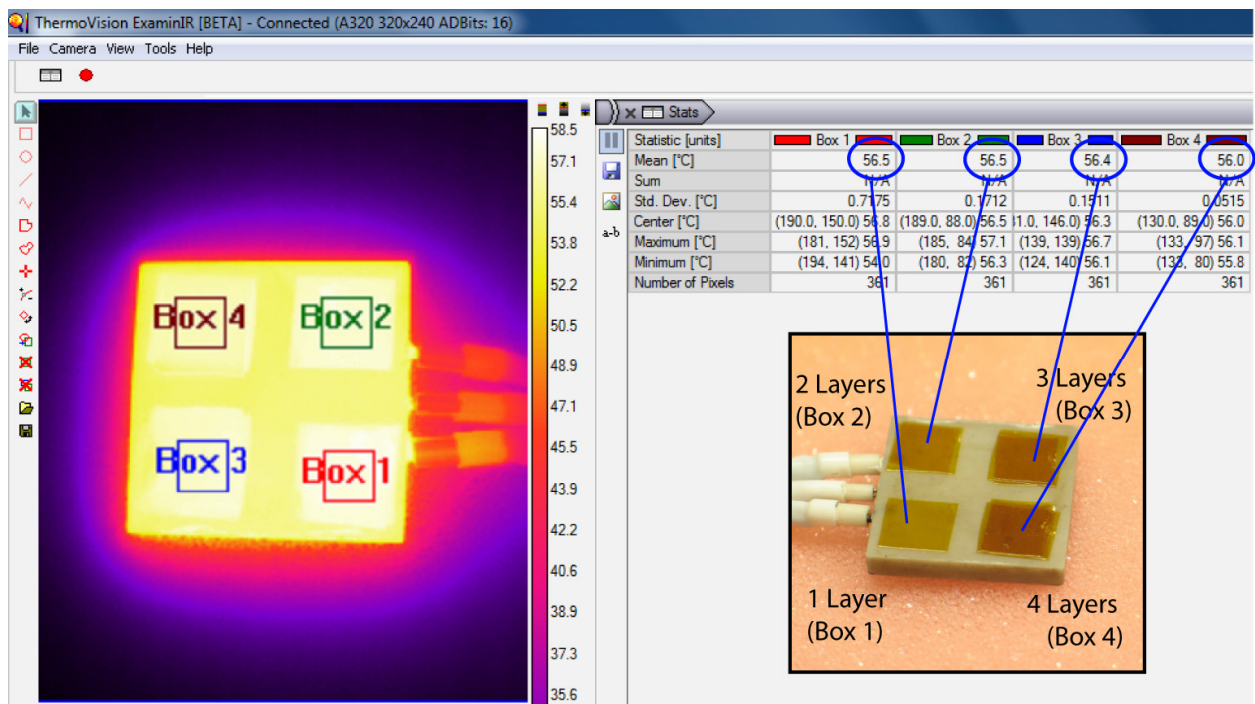 ThermoVision ExaminIR [BETA] - Connected (A320 320x240 ADBits: 16)
File Camera View Tools Help
Stats
Statistic [units] Box 1 Box 2 Box 3 Box 4
Mean [°C] 56.5 56.5 56.4 56.0
Sum N/A N/A N/A N/A
Std. Dev. [°C] 0.7175 0.1712 0.1511 0.0515
Center [°C] (190.0, 150.0) 56.8 (189.0, 88.0) 56.5 31.0, 146.0) 56.3 (130.0, 89.0) 56.0
Maximum [°C] (181, 152) 56.9 (185, 84) 57.1 (139, 139) 56.7 (133, 97) 56.1
Minimum [°C] (194, 141) 54.0 (180, 82) 56.3 (124, 140) 56.1 (133, 80) 55.8
Number of Pixels 361 361 361 361
a-b
Box 4 Box 2
Box 3 Box 1
58.5
57.1
55.4
53.8
52.2
50.5
48.9
47.1
45.5
43.9
42.2
40.6
38.9
37.3
35.6
2 Layers
(Box 2)
3 Layers
(Box 3)
1 Layer
(Box 1)
4 Layers
(Box 4)